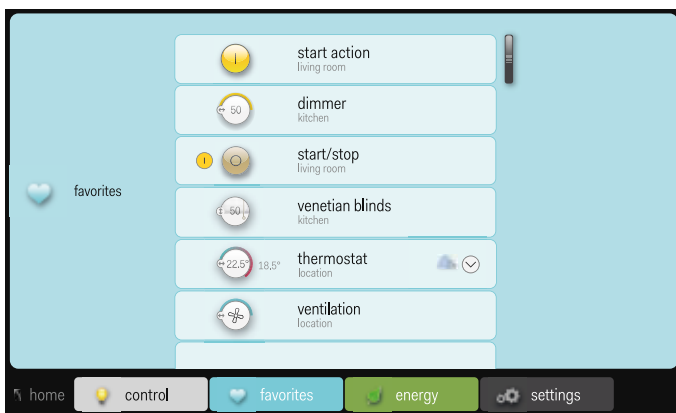 start action
living room
50
dimmer
kitchen
start/stop
living room
favorites
50
venetian blinds
kitchen
22.5° 18,5°
thermostat
location
ventilation
location
home
control
favorites
energy
settings